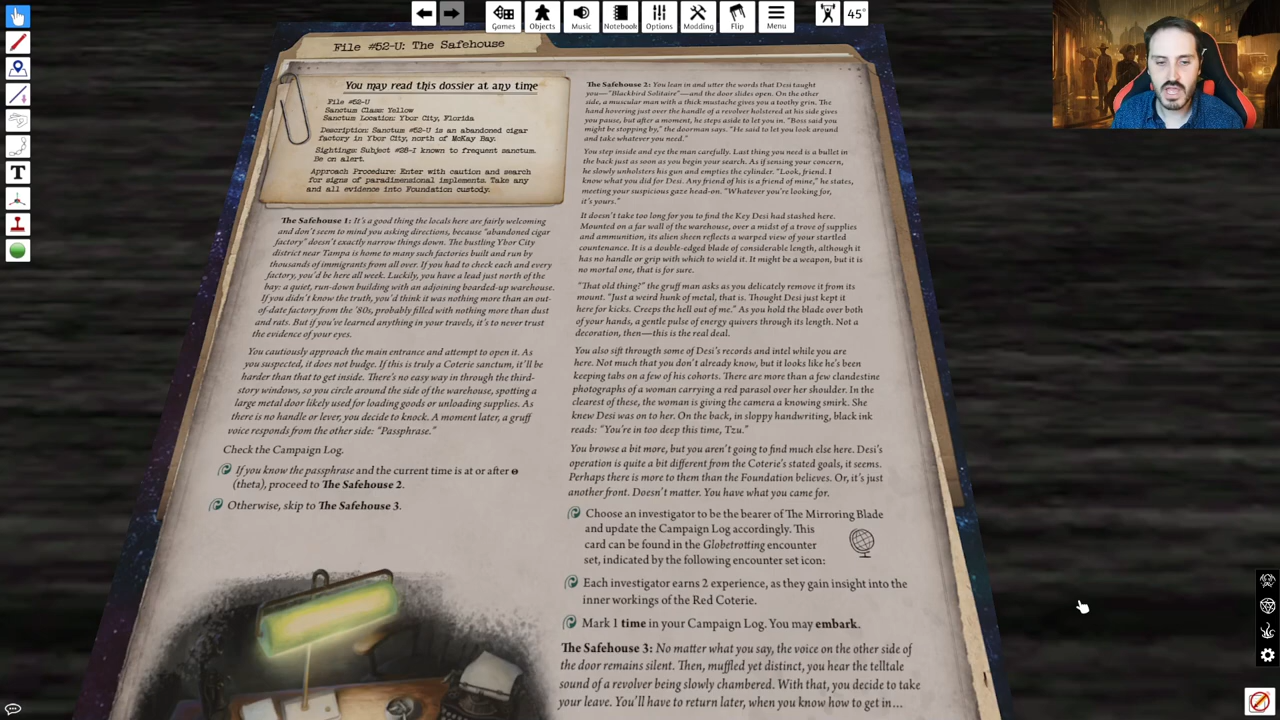 Games
Objects
Music
Notebook
Options
Modding
Flip
Menu
45°
T
File #52-U: The Safehouse
You may read this dossier at any time
File #52-U
Sanctum Class: Yellow
Sanctum Location: Ybor City, Florida
Description: Sanctum #52-U is an abandoned cigar
factory in Ybor City, north of McKay Bay.
Sightings: Subject #28-I known to frequent sanctum.
Be on alert.
Approach Procedure: Enter with caution and search
for signs of paradimensional implements. Take any
and all evidence into Foundation custody.
The Safehouse 1: It's a good thing the locals here are fairly welcoming
and don't seem to mind you asking directions, because "abandoned cigar
factory" doesn't exactly narrow things down. The bustling Ybor City
district near Tampa is home to many such factories built and run by
thousands of immigrants from all over. If you had to check each and every
factory, you'd be here all week. Luckily, you have a lead just north of the
bay: a quiet, run-down building with an adjoining boarded-up warehouse.
If you didn't know the truth, you'd think it was nothing more than an out-
of-date factory from the '80s, probably filled with nothing more than dust
and rats. But if you've learned anything in your travels, it's to never trust
the evidence of your eyes.
You cautiously approach the main entrance and attempt to open it. As
you suspected, it does not budge. If this is truly a Coterie sanctum, it'll be
harder than that to get inside. There's no easy way in through the third-
story windows, so you circle around the side of the warehouse, spotting a
large metal door likely used for loading goods or unloading supplies. As
there is no handle or lever, you decide to knock. A moment later, a gruff
voice responds from the other side: "Passphrase."
Check the Campaign Log.
If you know the passphrase and the current time is at or after
(theta), proceed to The Safehouse 2.
Otherwise, skip to The Safehouse 3.
The Safehouse 2: You lean in and utter the words that Desi taught
you—"Blackbird Solitaire"—and the door slides open. On the other
side, a muscular man with a thick mustache gives you a toothy grin. The
hand hovering just over the handle of a revolver holstered at his side gives
you pause, but after a moment, he steps aside to let you in. "Boss said you
might be stopping by," the doorman says. "He said to let you look around
and take whatever you need."
You step inside and eye the man carefully. Last thing you need is a bullet in
the back just as soon as you begin your search. As if sensing your concern,
he slowly unholsters his gun and empties the cylinder. "Look, friend. I
know what you did for Desi. Any friend of his is a friend of mine," he states,
meeting your suspicious gaze head-on. "Whatever you're looking for,
it's yours."
It doesn't take too long for you to find the Key Desi had stashed here.
Mounted on a far wall of the warehouse, over a midst of a trove of supplies
and ammunition, its alien sheen reflects a warped view of your startled
countenance. It is a double-edged blade of considerable length, although it
has no handle or grip with which to wield it. It might be a weapon, but it is
no mortal one, that is for sure.
"That old thing?" the gruff man asks as you delicately remove it from its
mount. "Just a weird hunk of metal, that is. Thought Desi just kept it
here for kicks. Creeps the hell out of me." As you hold the blade over both
of your hands, a gentle pulse of energy quivers through its length. Not a
decoration, then—this is the real deal.
You also sift through some of Desi's records and intel while you are
here. Not much that you don't already know, but it looks like he's been
keeping tabs on a few of his cohorts. There are more than a few clandestine
photographs of a woman carrying a red parasol over her shoulder. In the
clearest of these, the woman is giving the camera a knowing smirk. She
knew Desi was on to her. On the back, in sloppy handwriting, black ink
reads: "You're in too deep this time, Tzu."
You browse a bit more, but you aren't going to find much else here. Desi's
operation is quite a bit different from the Coterie's stated goals, it seems.
Perhaps there is more to them than the Foundation believes. Or, it's just
another front. Doesn't matter. You have what you came for.
Choose an investigator to be the bearer of The Mirroring Blade
and update the Campaign Log accordingly. This
card can be found in the Globetrotting encounter
set, indicated by the following encounter set icon:
Each investigator earns 2 experience, as they gain insight into the
inner workings of the Red Coterie.
Mark 1 time in your Campaign Log. You may embark.
The Safehouse 3: No matter what you say, the voice on the other side of
the door remains silent. Then, muffled yet distinct, you hear the telltale
sound of a revolver being slowly chambered. With that, you decide to take
your leave. You'll have to return later, when you know how to get in...